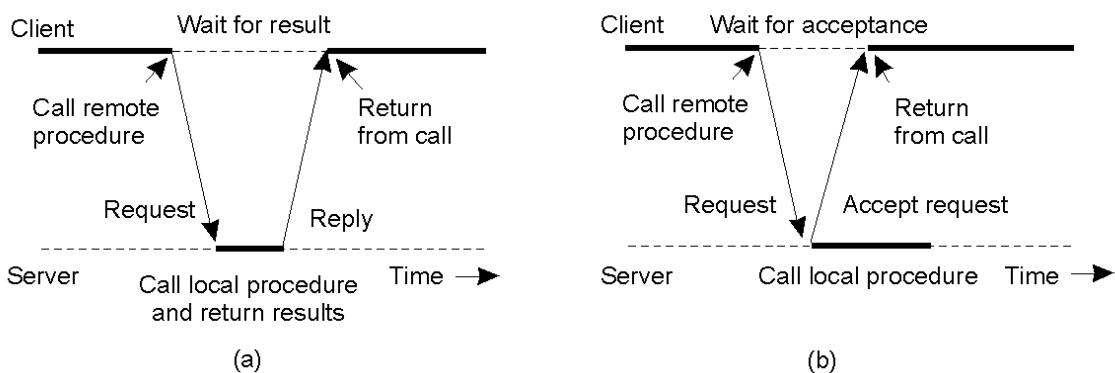 Client
Wait for result
Call remote
procedure
Return
from call
Request
Reply
Server
Call local procedure
and return results
Time
(a)
Client
Wait for acceptance
Call remote
procedure
Return
from call
Request
Accept request
Server
Call local procedure
Time
(b)